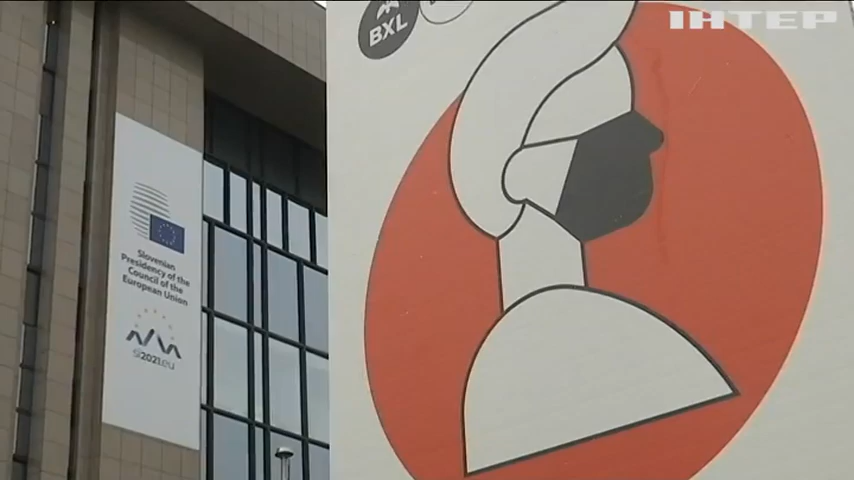 ІНТЕР
BXL
Slovenian
Presidency of the
Council of the
European Union
si2021.eu